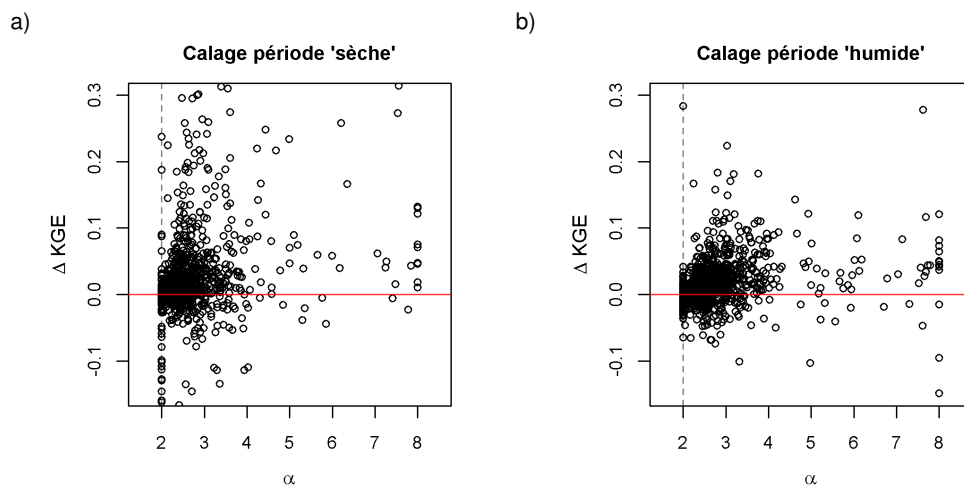 a)
Calage période 'sèche'
Δ KGE
0.3
0.2
0.1
0.0
-0.1
2 3 4 5 6 7 8
α
b)
Calage période 'humide'
Δ KGE
0.3
0.2
0.1
0.0
-0.1
2 3 4 5 6 7 8
α